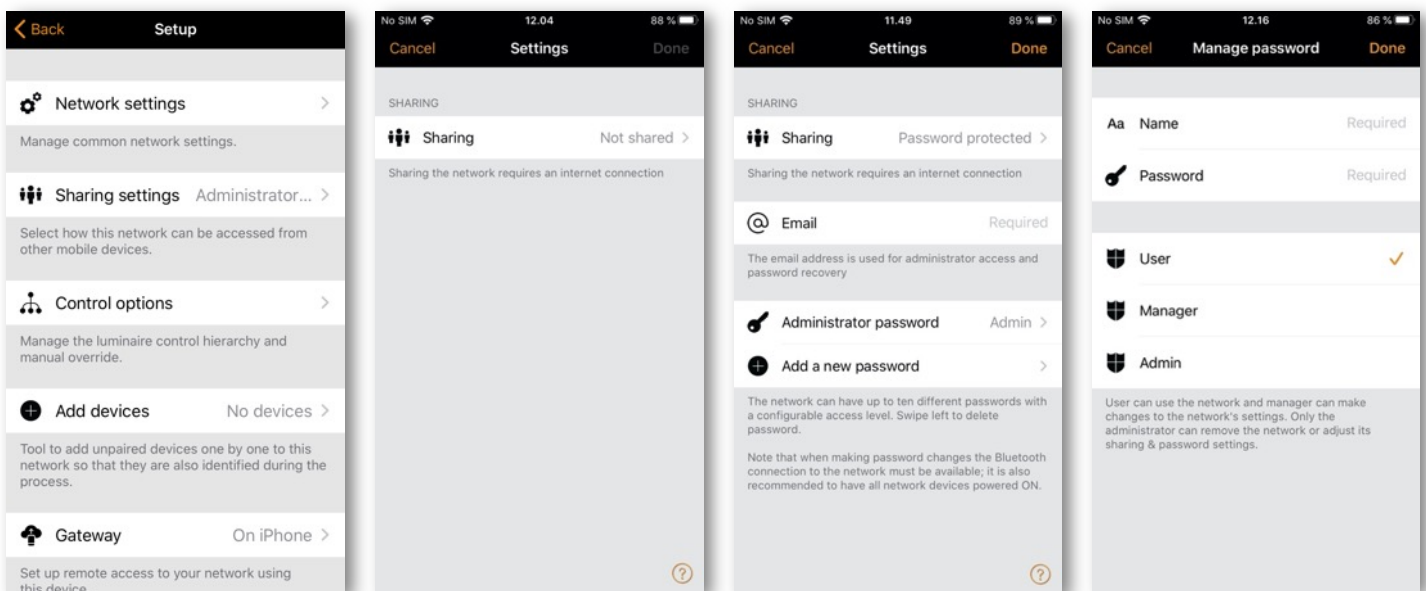 Back
Setup
Network settings
Manage common network settings.
Sharing settings Administrator...
Select how this network can be accessed from
other mobile devices.
Control options
Manage the luminaire control hierarchy and
manual override.
Add devices No devices
Tool to add unpaired devices one by one to this
network so that they are also identified during the
process.
Gateway On iPhone
Set up remote access to your network using
this device
No SIM 12.04 88 %
Cancel Settings Done
SHARING
Sharing Not shared
Sharing the network requires an internet connection
?
No SIM 11.49 89 %
Cancel Settings Done
SHARING
Sharing Password protected
Sharing the network requires an internet connection
@ Email Required
The email address is used for administrator access and
password recovery
Administrator password Admin
Add a new password
The network can have up to ten different passwords with
a configurable access level. Swipe left to delete
password.
Note that when making password changes the Bluetooth
connection to the network must be available; it is also
recommended to have all network devices powered ON.
?
No SIM 12.16 86 %
Cancel Manage password Done
Aa Name Required
Password Required
User
Manager
Admin
User can use the network and manager can make
changes to the network's settings. Only the
administrator can remove the network or adjust its
sharing & password settings.